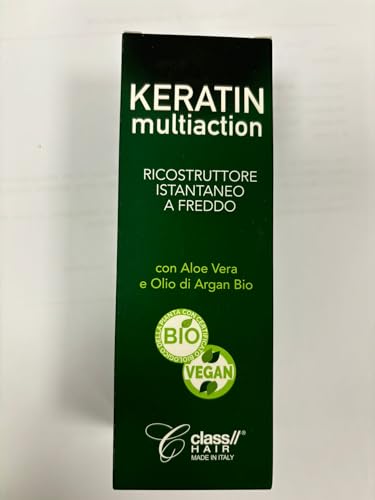 KERATIN
multiaction
RICOSTRUTTORE
ISTANTANEO
A FREDDO
con Aloe Vera
e Olio di Argan Bio
BIO
VEGAN
class//®
HAIR
MADE IN ITALY